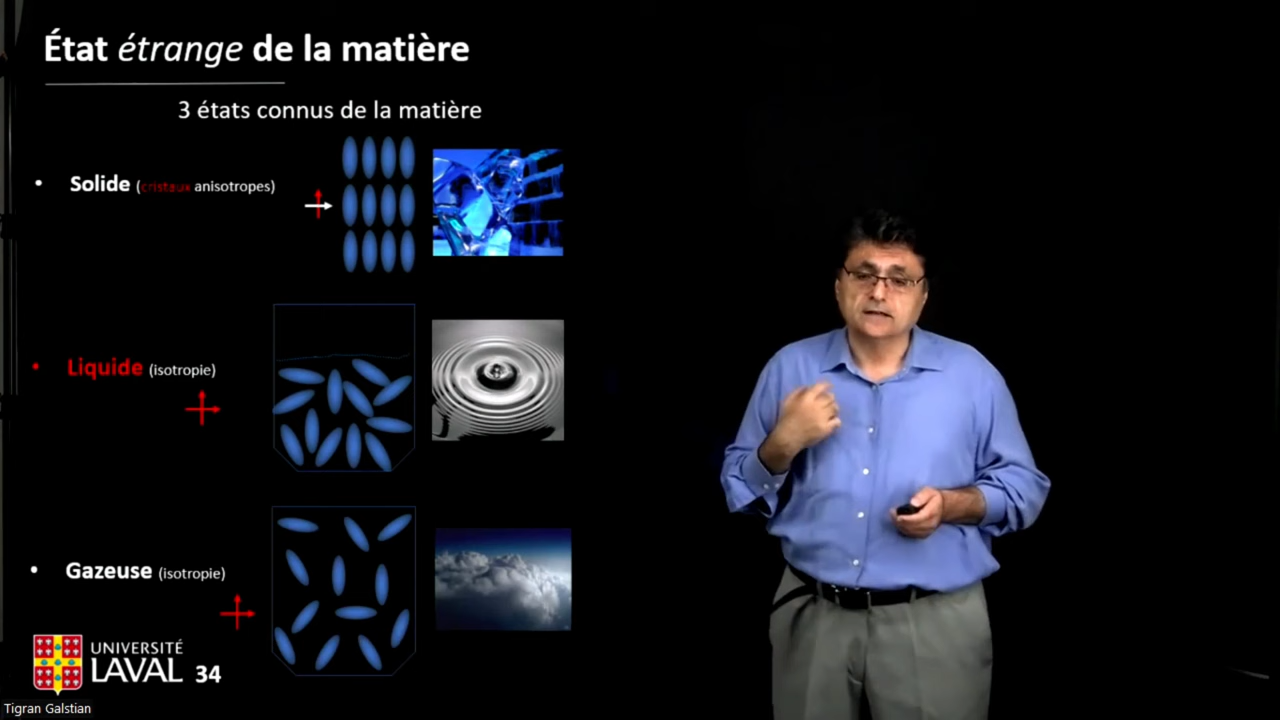 État étrange de la matière
3 états connus de la matière
• Solide (cristaux anisotropes)
• Liquide (isotropie)
• Gazeuse (isotropie)
UNIVERSITÉ
LAVAL 34
Tigran Galstian